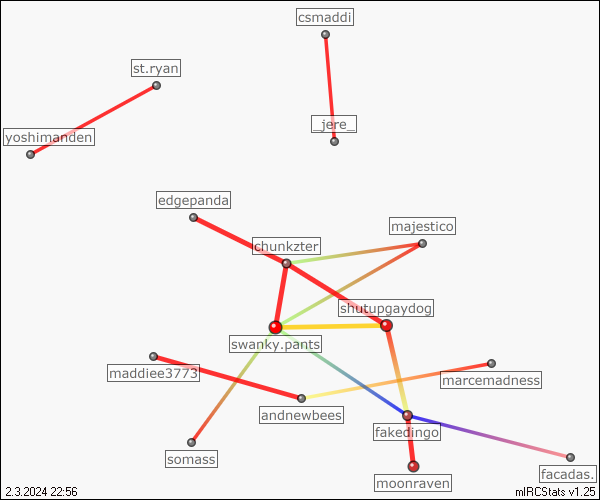 csmaddi
st.ryan
_jere_
yoshimanden
edgepanda
majestico
chunkzter
shutupgaydog
swanky.pants
maddiee3773
marcemadness
andnewbees
fakedingo
somass
facadas.
moonraven
2.3.2024 22:56
mIRCStats v1.25